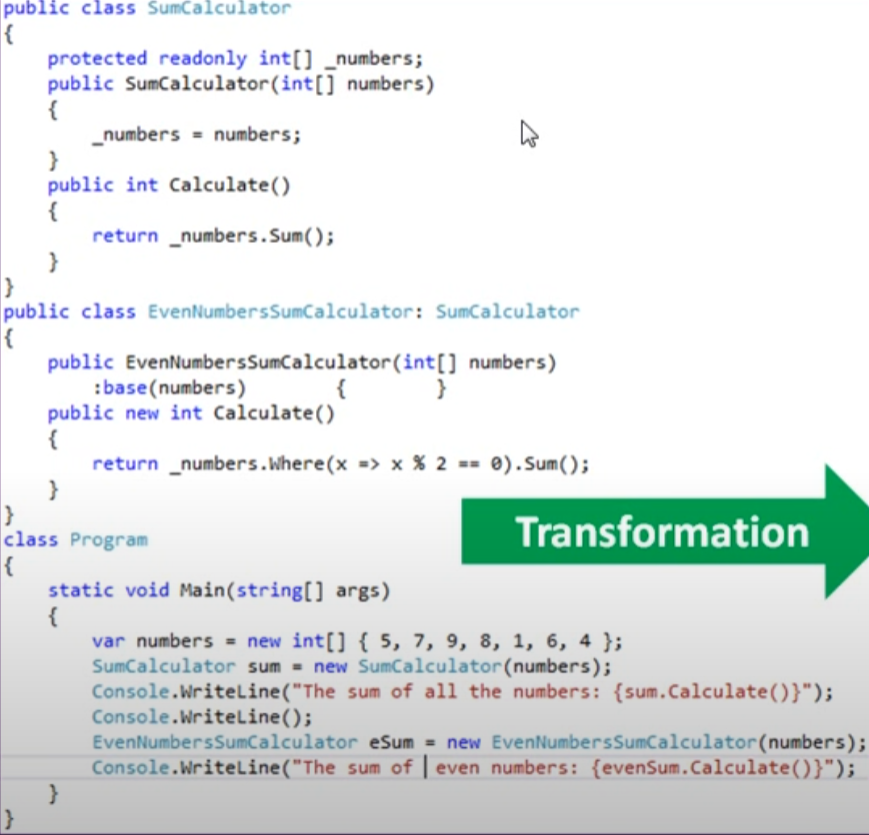 public class SumCalculator
{
    protected readonly int[] _numbers;
    public SumCalculator(int[] numbers)
    {
        _numbers = numbers;
    }
    public int Calculate()
    {
        return _numbers.Sum();
    }
}
public class EvenNumbersSumCalculator: SumCalculator
{
    public EvenNumbersSumCalculator(int[] numbers)
        :base(numbers)        {        }
    public new int Calculate()
    {
        return _numbers.Where(x => x % 2 == 0).Sum();
    }
}
Transformation
class Program
{
    static void Main(string[] args)
    {
        var numbers = new int[] { 5, 7, 9, 8, 1, 6, 4 };
        SumCalculator sum = new SumCalculator(numbers);
        Console.WriteLine("The sum of all the numbers: {sum.Calculate()}");
        Console.WriteLine();
        EvenNumbersSumCalculator eSum = new EvenNumbersSumCalculator(numbers);
        Console.WriteLine("The sum of  even numbers: {evenSum.Calculate()}");
    }
}